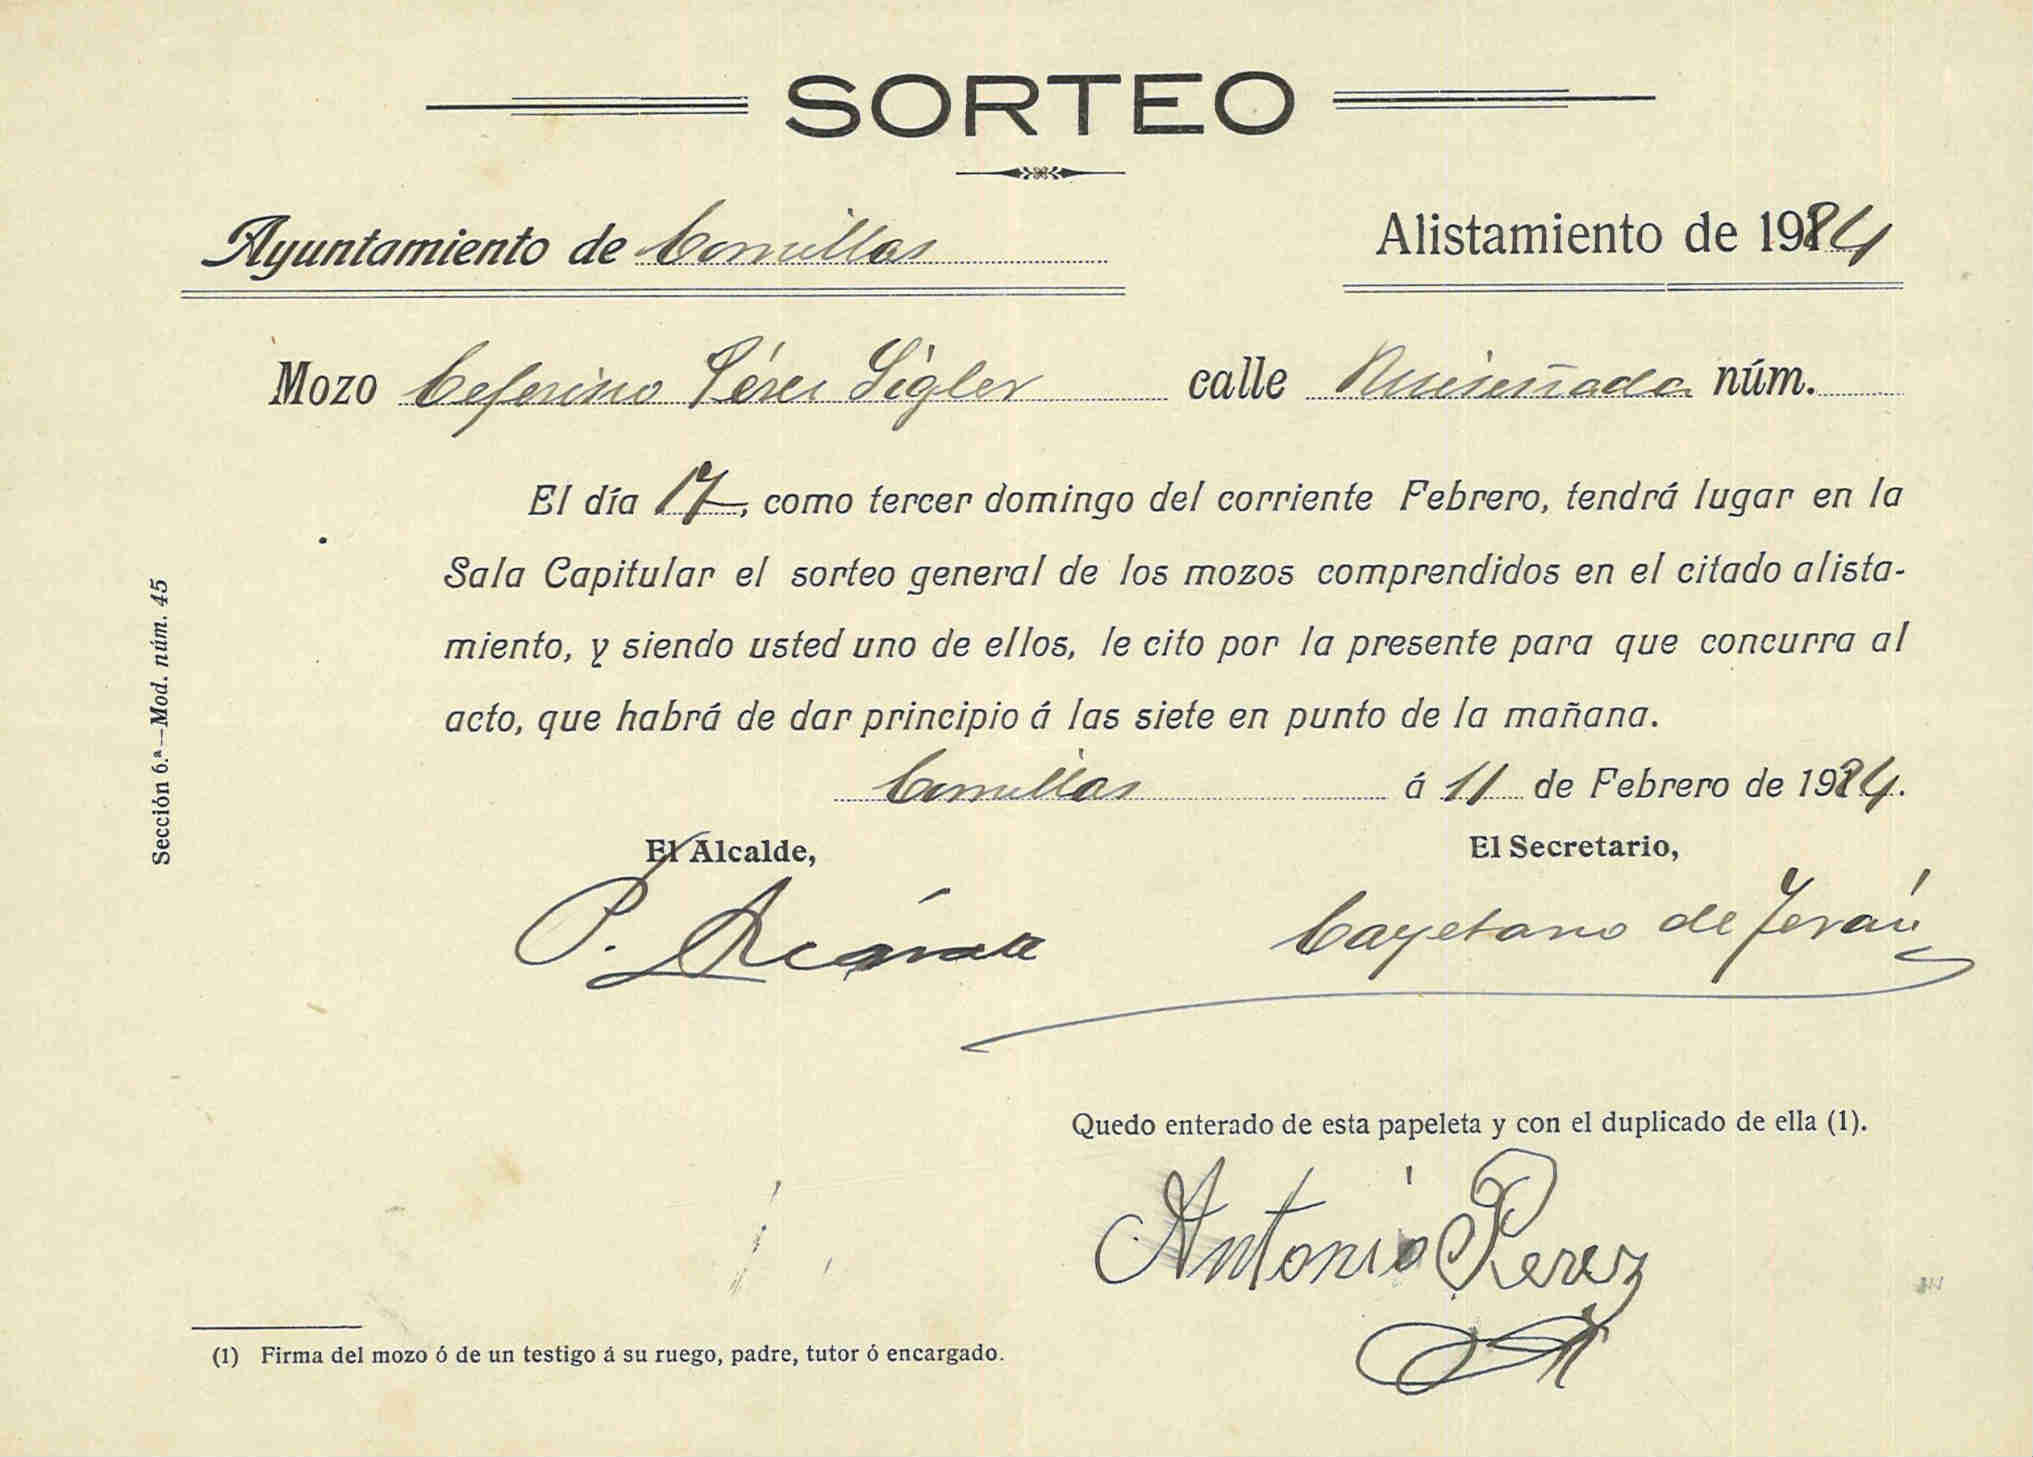 SORTEO
Ayuntamiento de Comillas
Alistamiento de 1924
Mozo Ceferino Pérez Sigler calle Ruiseñada núm.
El día 17, como tercer domingo del corriente Febrero, tendrá lugar en la
Sala Capitular el sorteo general de los mozos comprendidos en el citado alista-
miento, y siendo usted uno de ellos, le cito por la presente para que concurra al
acto, que habrá de dar principio á las siete en punto de la mañana.
Comillas á 11 de Febrero de 1924.
El Alcalde,
El Secretario,
P.
Cayetano de Terán
Quedo enterado de esta papeleta y con el duplicado de ella (1).
Antonio Perez
(1) Firma del mozo ó de un testigo á su ruego, padre, tutor ó encargado.
Sección 6.ª—Mod. núm. 45